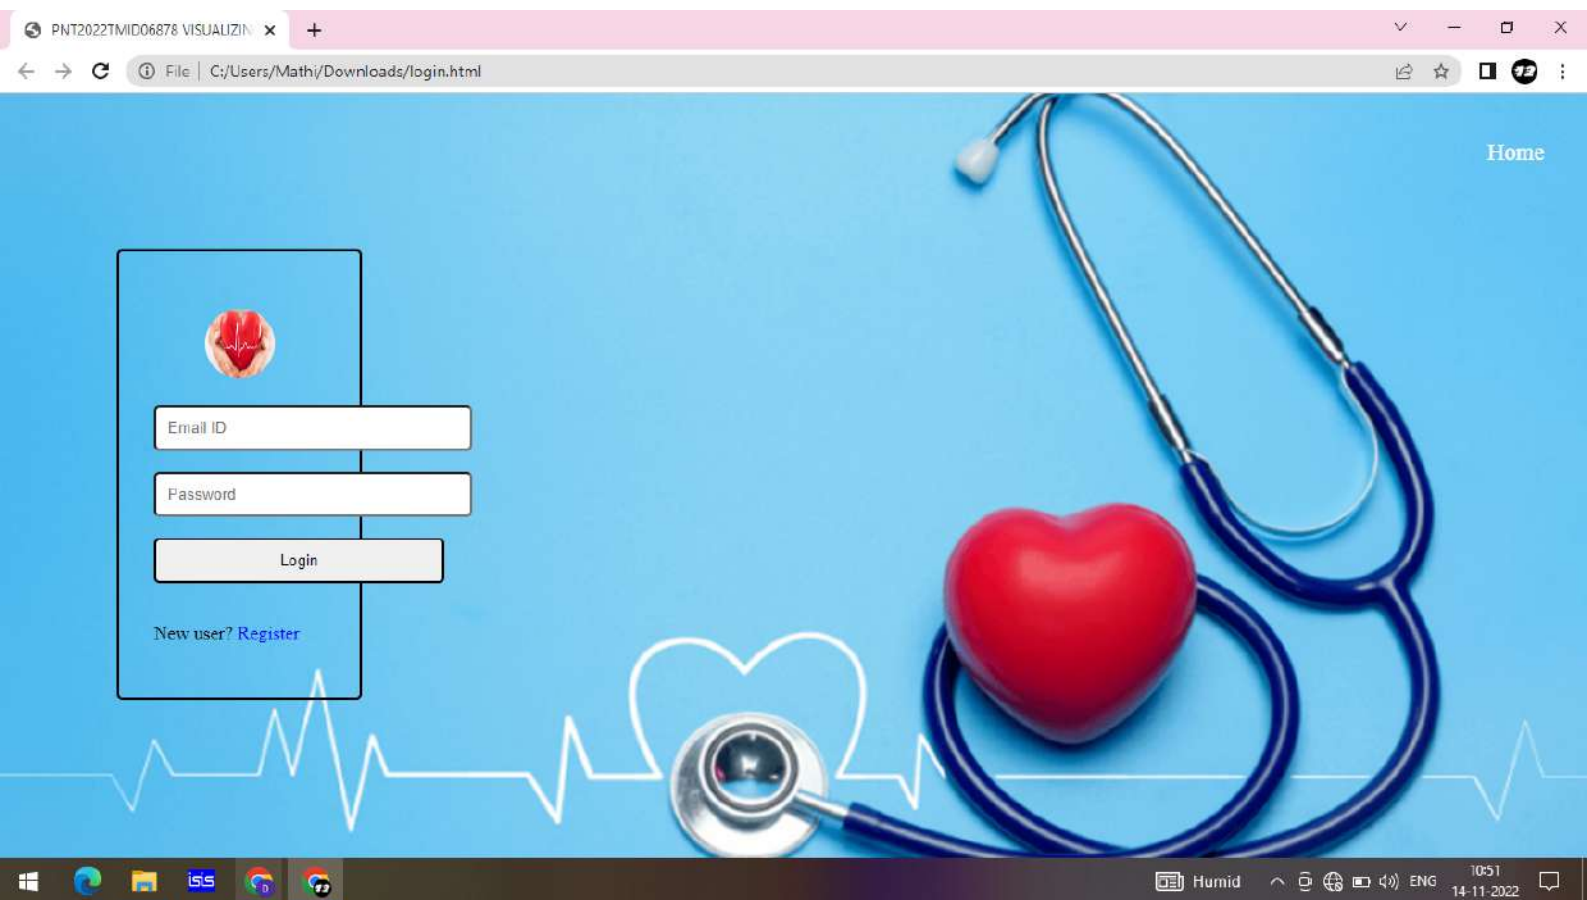 PNT2022TMID06878 VISUALIZIN
File | C:/Users/Mathi/Downloads/login.html
Home
Email ID
Password
Login
New user? Register
isis
D
Humid
ENG
10:51
14-11-2022